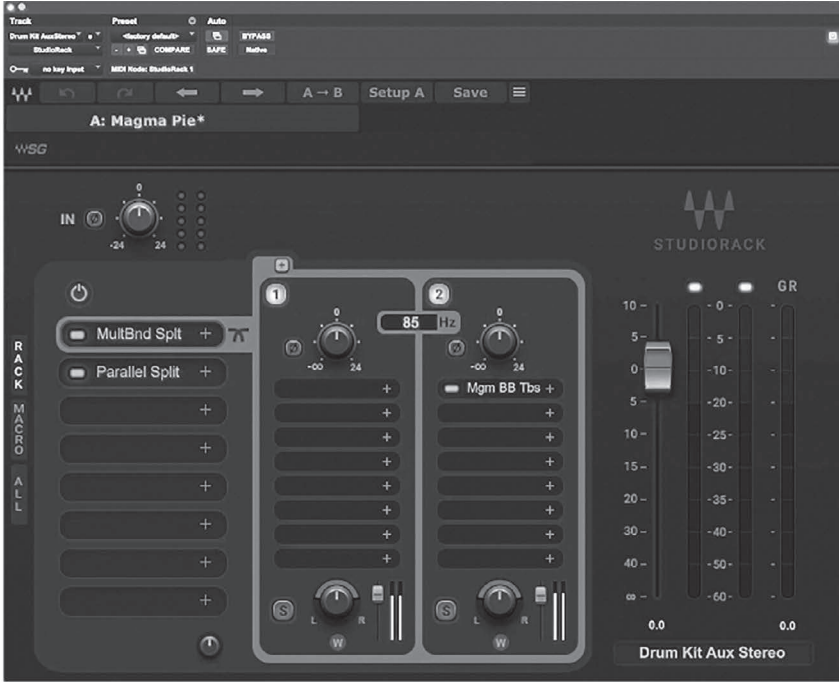 Track Preset Auto
Drum Kit AuxStereo a <factory default> BYPASS
StudioRack - + COMPARE SAFE Native
no key input MIDI Node: StudioRack 1
A → B Setup A Save
A: Magma Pie*
WSG
IN 0 -24 24
STUDIORACK
RACK
MACRO
ALL
MultBnd Splt +
Parallel Split +
+
+
+
+
+
+
+
1 0 -∞ 24
85 Hz
2 0 -∞ 24
+
+
+
+
+
+
+
+
Mgm BB Tbs +
+
+
+
+
+
+
+
S L R W
S L R W
GR
10 - 0 -
5 - - 5 -
0 - - 10 -
5 - - 20 -
10 - - 25 -
15 - - 30 -
20 - - 35 -
30 - - 40 -
40 - - 50 -
∞ - - 60 -
0.0 0.0
Drum Kit Aux Stereo